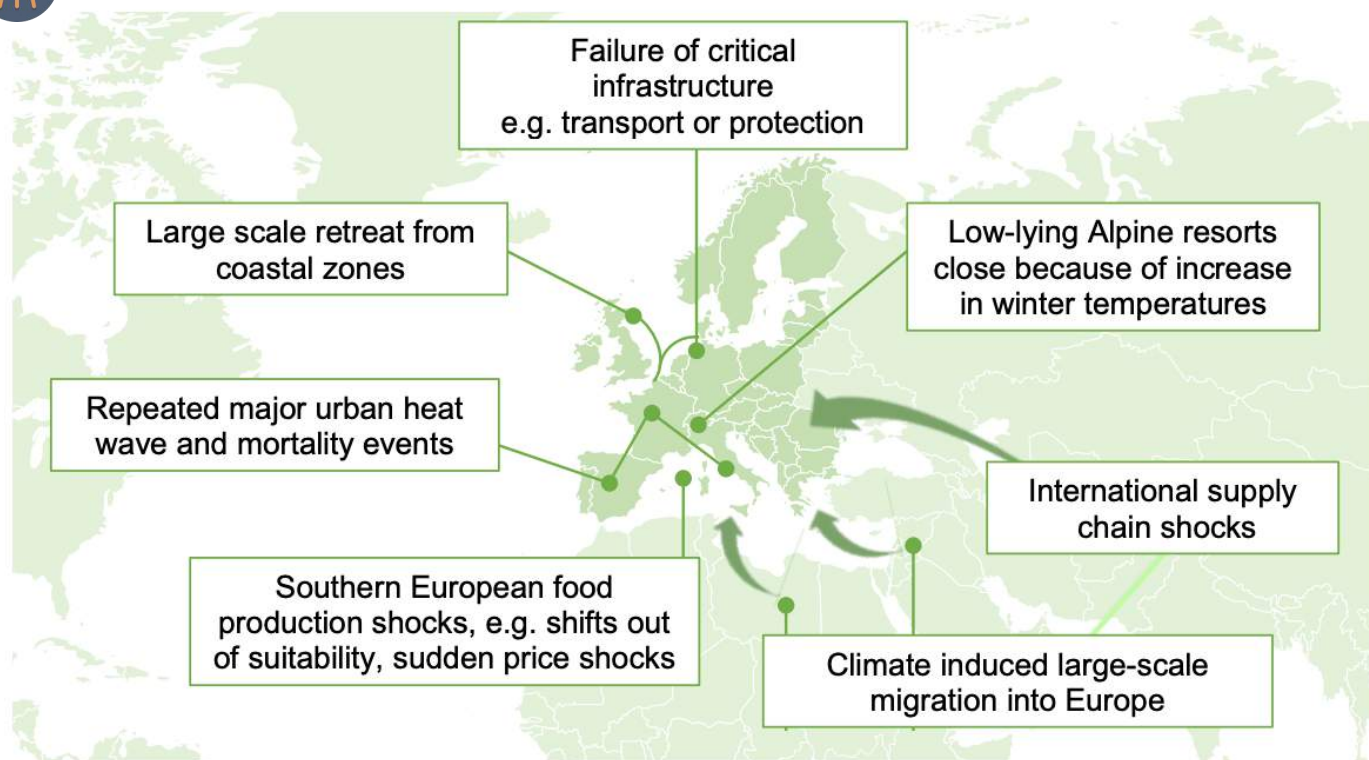 Failure of critical
infrastructure
e.g. transport or protection
Large scale retreat from
coastal zones
Low-lying Alpine resorts
close because of increase
in winter temperatures
Repeated major urban heat
wave and mortality events
International supply
chain shocks
Southern European food
production shocks, e.g. shifts out
of suitability, sudden price shocks
Climate induced large-scale
migration into Europe